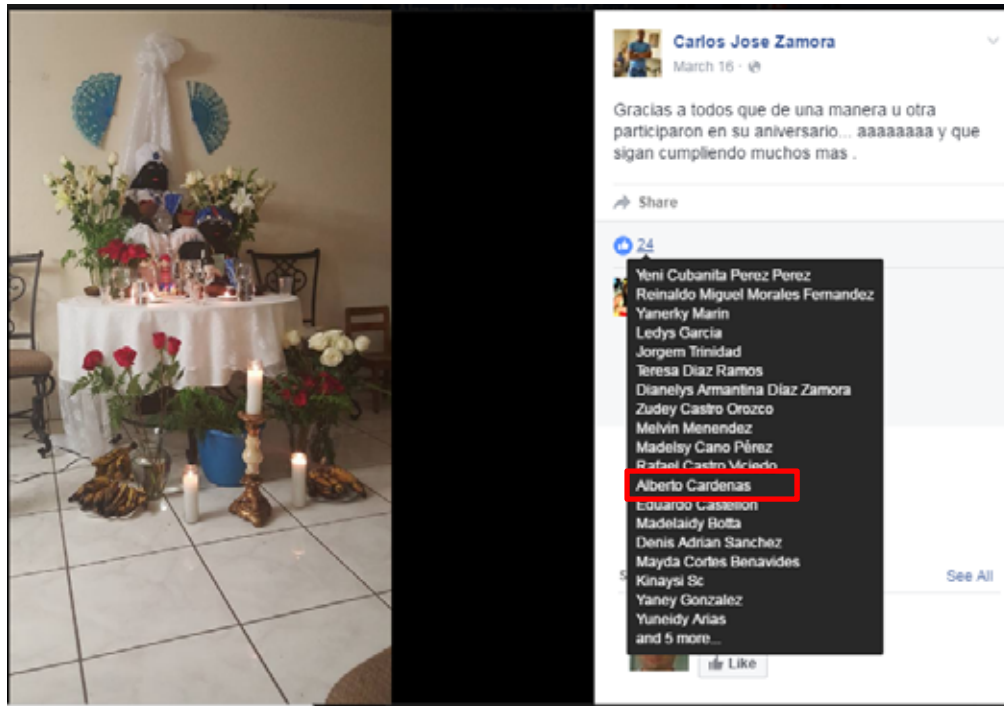 Carlos Jose Zamora
March 16
Gracias a todos que de una manera u otra
participaron en su aniversario... aaaaaaaa y que
sigan cumpliendo muchos mas .
Share
24
Yeni Cubanita Perez Perez
Reinaldo Miguel Morales Fernandez
Yanerky Marin
Ledys Garcia
Jorgem Trinidad
Teresa Diaz Ramos
Dianelys Armantina Díaz Zamora
Zudey Castro Orozco
Melvin Menendez
Madelsy Cano Pérez
Rafael Castro Viciedo
Alberto Cardenas
Eduardo Castellon
Madelaidy Botta
Denis Adrian Sanchez
Mayda Cortes Benavides
Kinaysi Sc
See All
Yaney Gonzalez
Yuneidy Arias
and 5 more...
Like